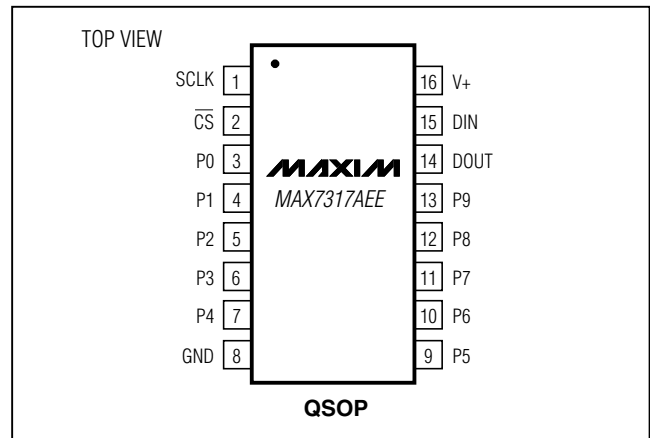 TOP VIEW
SCLK 1 16 V+
C̅S̅ 2 15 DIN
P0 3 14 DOUT
MAXIM
P1 4 MAX7317AEE 13 P9
P2 5 12 P8
P3 6 11 P7
P4 7 10 P6
GND 8 9 P5
QSOP